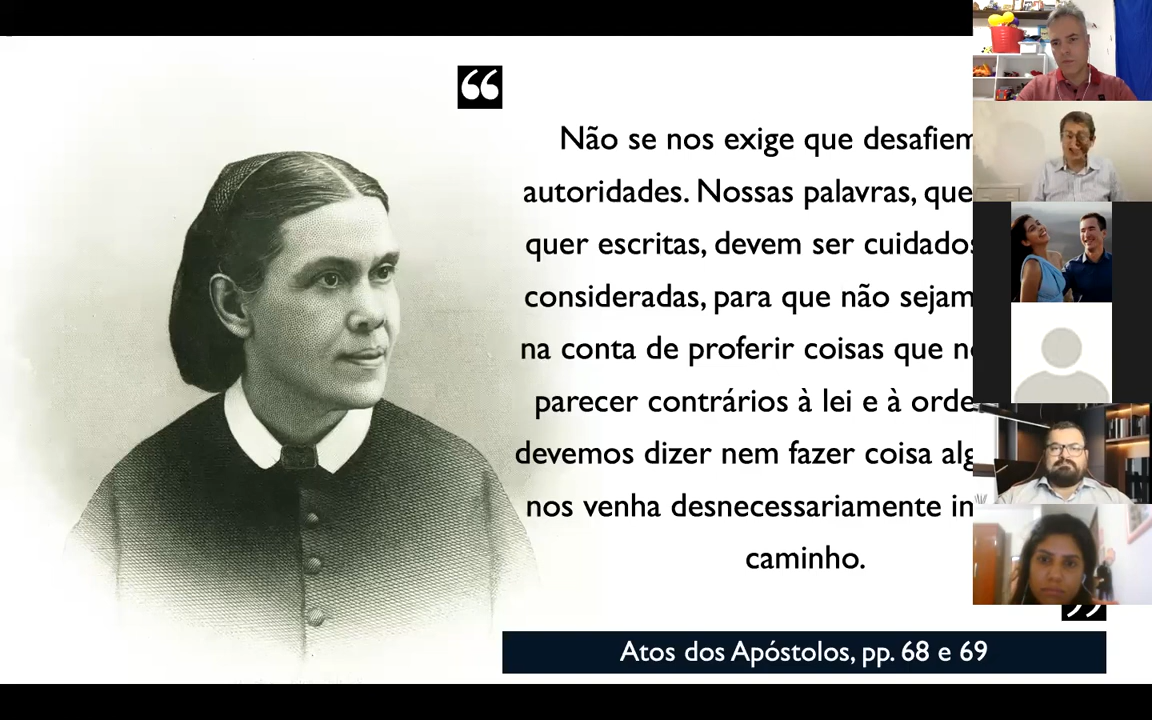 “
Não se nos exige que desafiem
autoridades. Nossas palavras, que
quer escritas, devem ser cuidados
consideradas, para que não sejam
na conta de proferir coisas que
parecer contrários à lei e à orde
devemos dizer nem fazer coisa alg
nos venha desnecessariamente in
caminho.
”
Atos dos Apóstolos, pp. 68 e 69